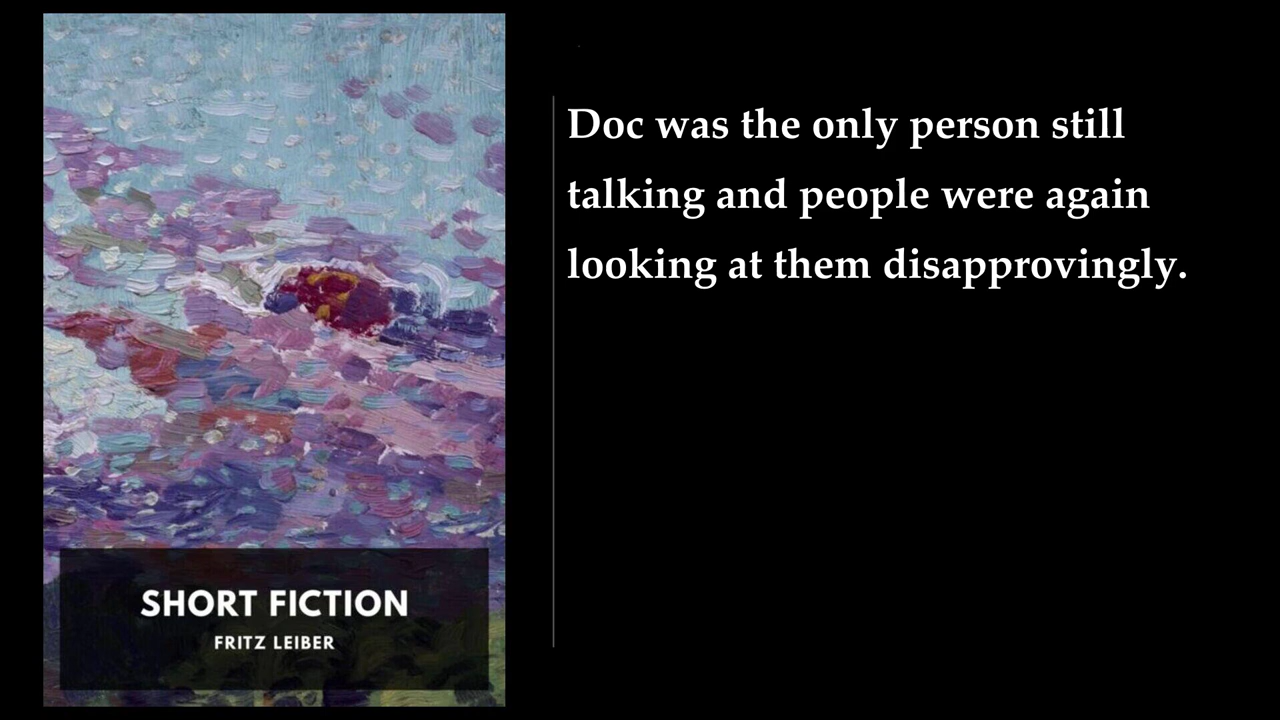 Doc was the only person still
talking and people were again
looking at them disapprovingly.
SHORT FICTION
FRITZ LEIBER